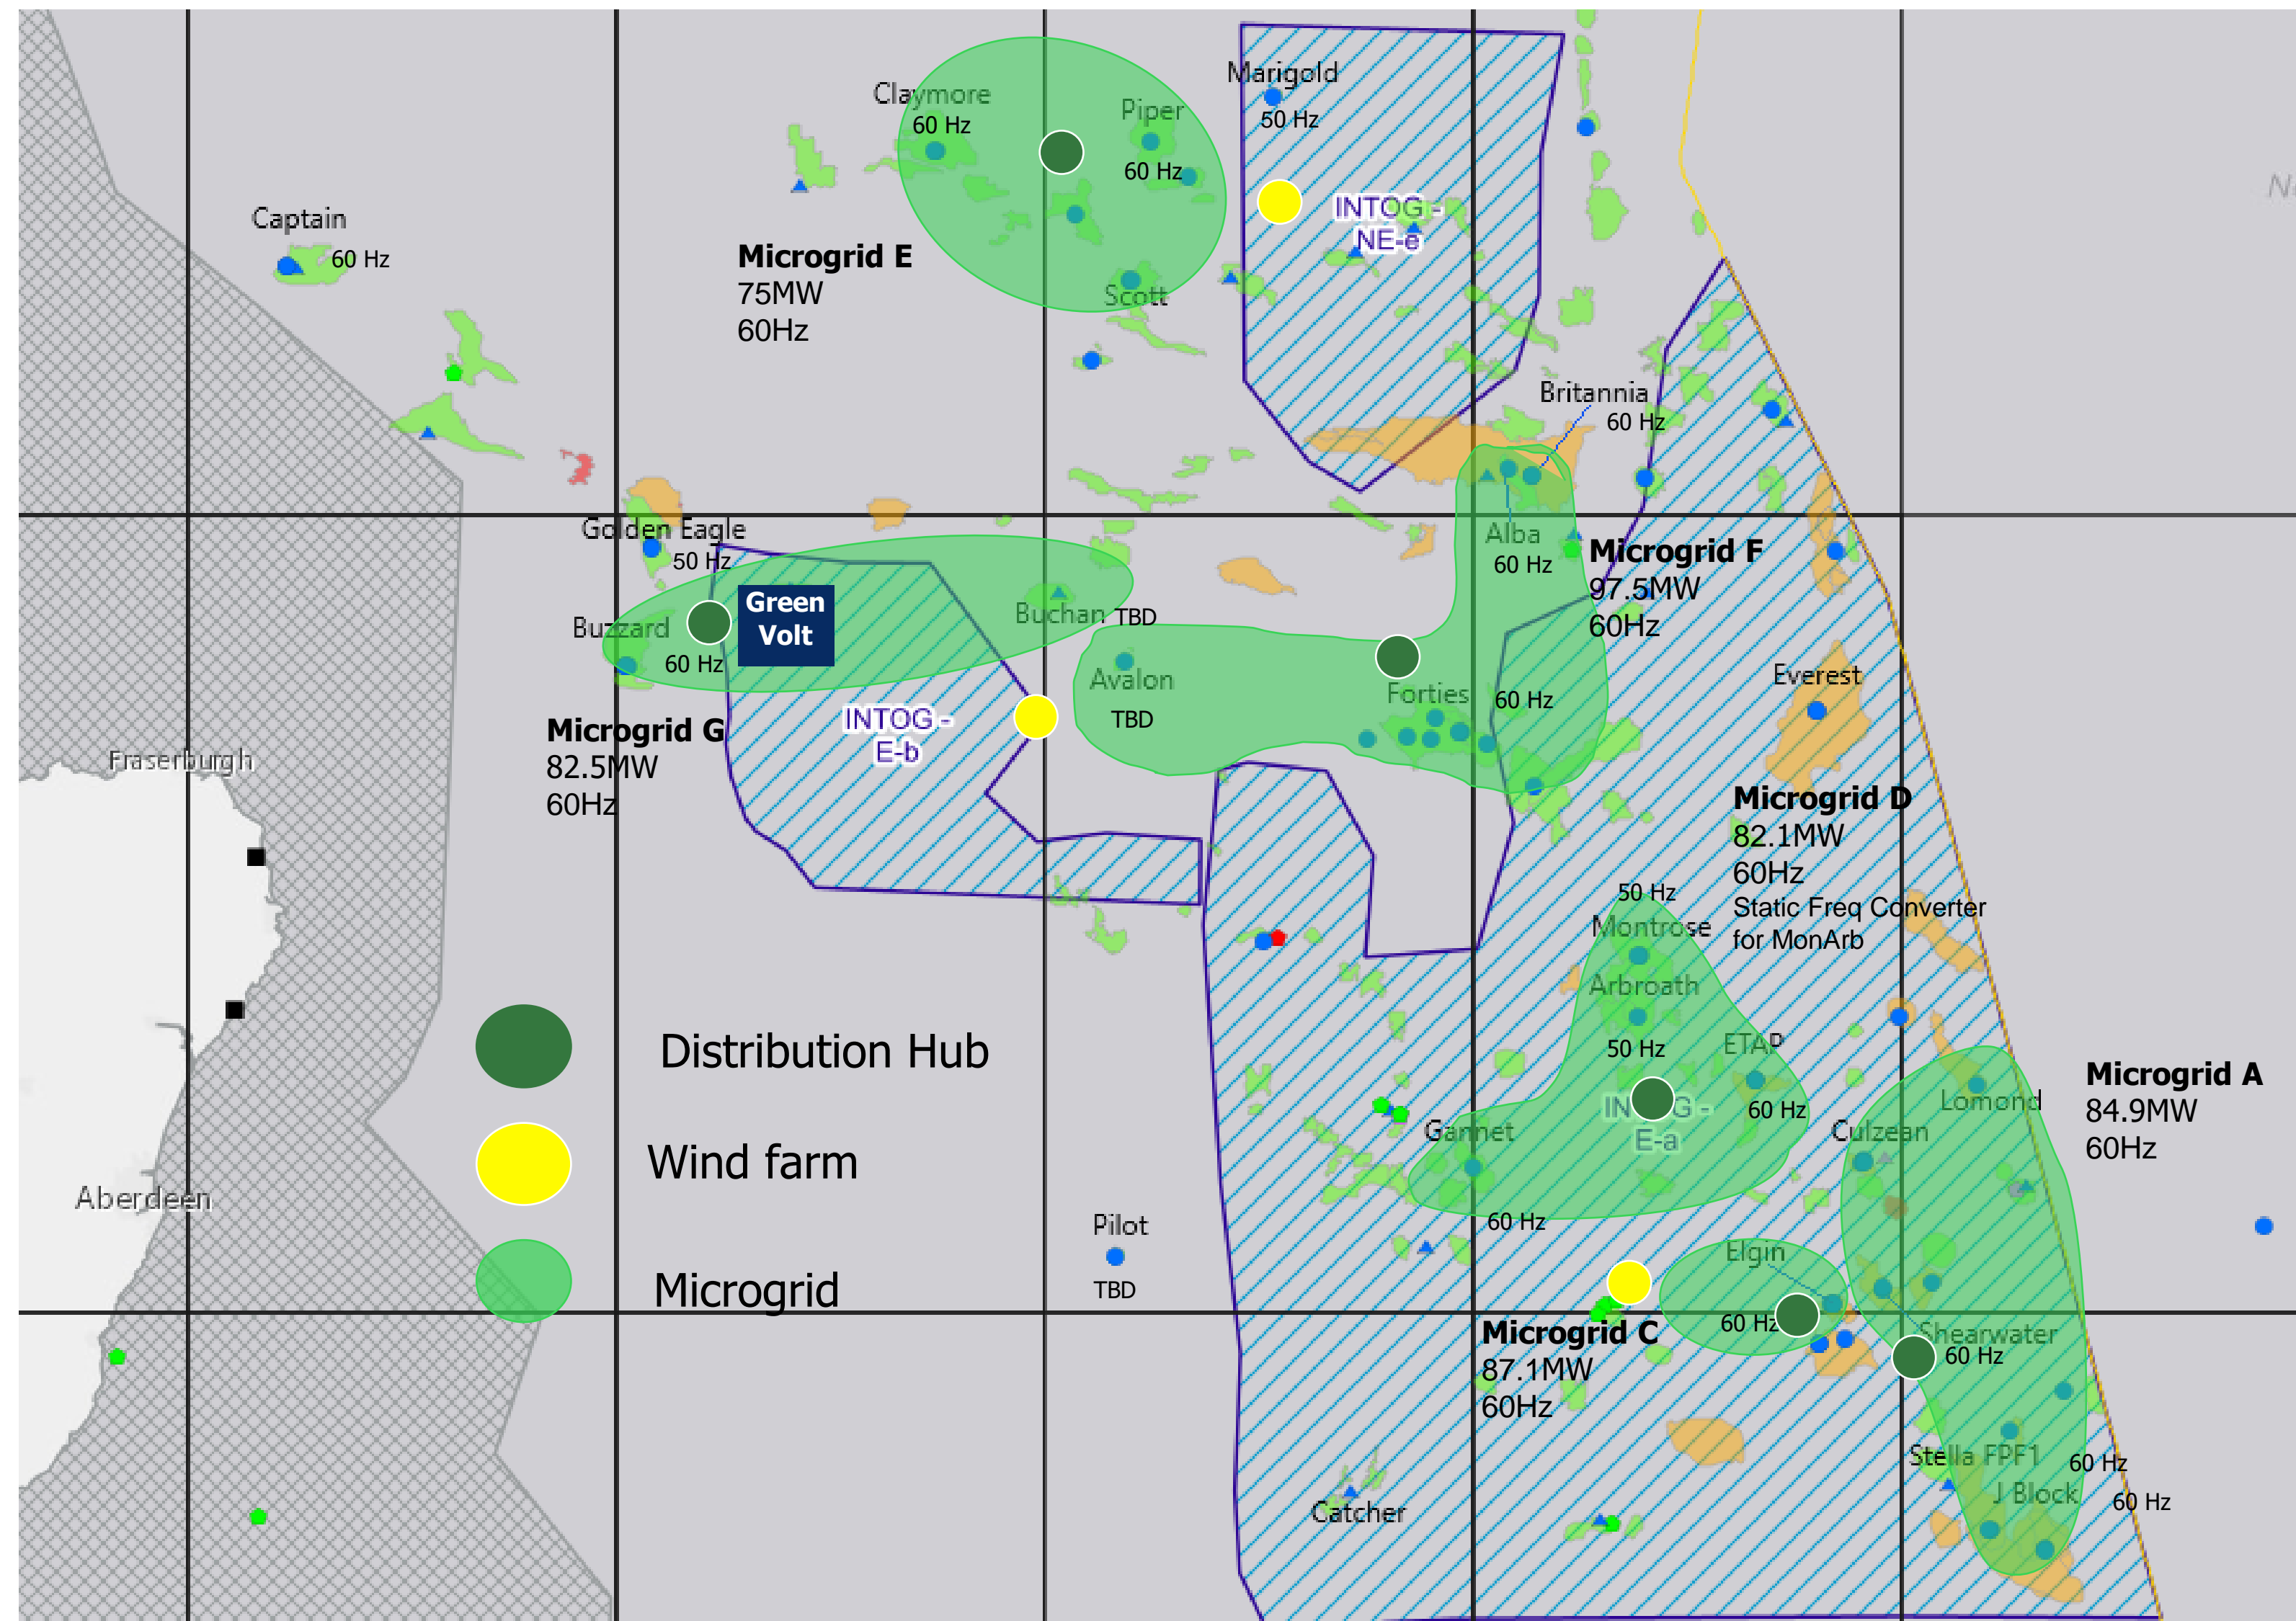 Marigold
50 Hz
Claymore
60 Hz
Piper
60 Hz
Captain
60 Hz
INTOG -
NE-e
Microgrid E
75MW
60Hz
Scott
Britannia
60 Hz
Golden Eagle
50 Hz
Alba
60 Hz
Microgrid F
97.5MW
60Hz
Green
Volt
Buchan TBD
Buzzard
60 Hz
Avalon
TBD
Forties
60 Hz
Everest
INTOG -
E-b
Microgrid G
82.5MW
60Hz
Fraserburgh
Microgrid D
82.1MW
60Hz
Static Freq Converter
for MonArb
50 Hz
Montrose
Arbroath
50 Hz
ETAP
60 Hz
Distribution Hub
Wind farm
Microgrid
Microgrid A
84.9MW
60Hz
Lomond
Culzean
Gannet
60 Hz
E-a
Aberdeen
Pilot
TBD
Elgin
60 Hz
Microgrid C
87.1MW
60Hz
Shearwater
60 Hz
Stella FPF1
60 Hz
J Block
60 Hz
Catcher